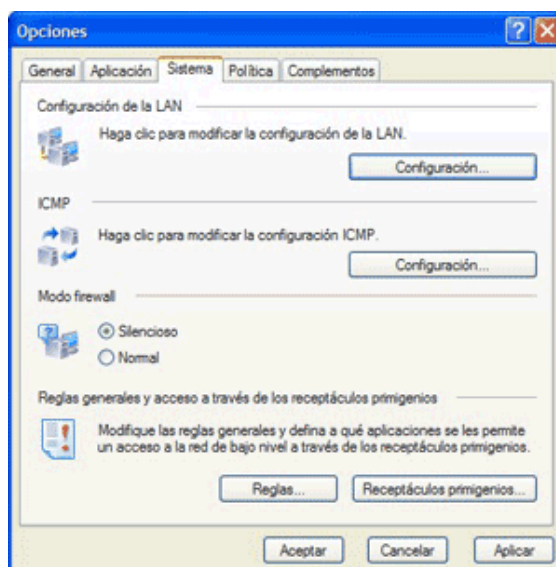 Opciones
General Aplicación Sistema Política Complementos
Configuración de la LAN
Haga clic para modificar la configuración de la LAN.
Configuración...
ICMP
Haga clic para modificar la configuración ICMP.
Configuración...
Modo firewall
Silencioso
Normal
Reglas generales y acceso a través de los receptáculos primigenios
Modifique las reglas generales y defina a qué aplicaciones se les permite
un acceso a la red de bajo nivel a través de los receptáculos primigenios.
Reglas... Receptáculos primigenios...
Aceptar Cancelar Aplicar